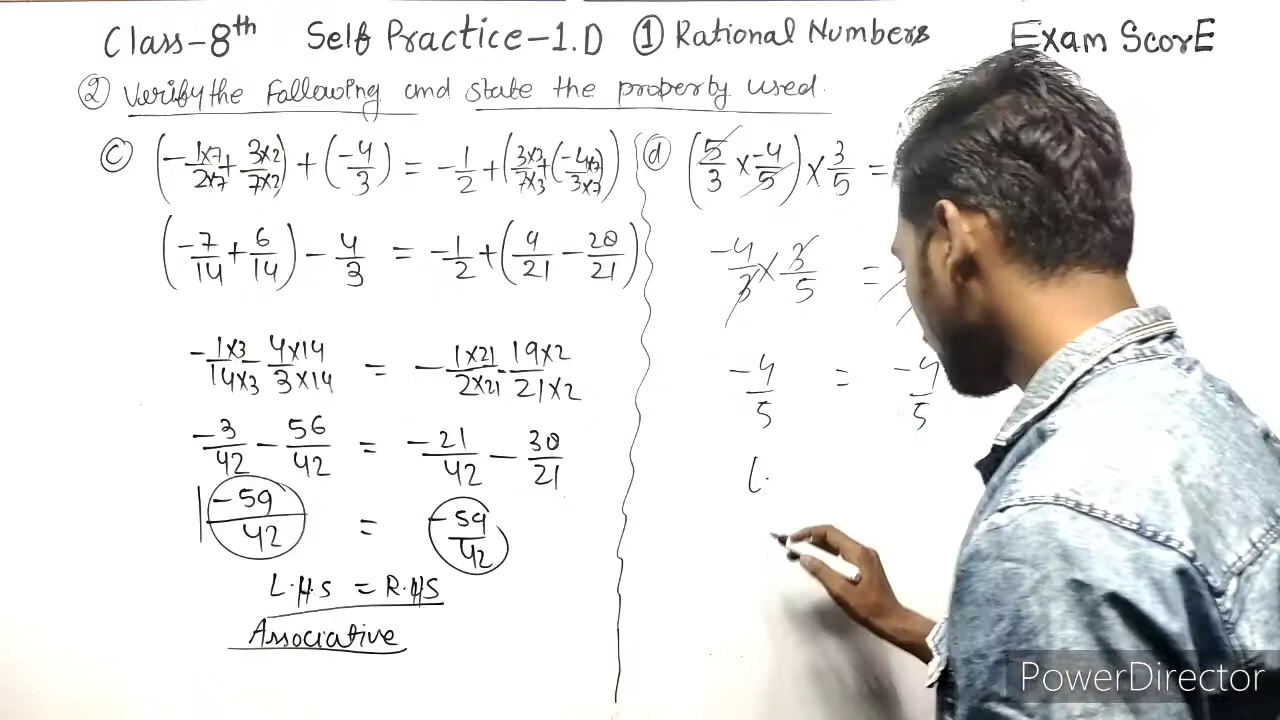 Class-8th Self Practice-1.D ① Rational Numbers Exam ScorE
② Verify the Following and state the property used.
ⓒ (-1×7/2×7 + 3×2/7×2) + (-4/3) = -1/2 + (3×3/7×3 + (-4×7/3×7))
(-7/14 + 6/14) - 4/3 = -1/2 + (9/21 - 28/21)
-1×3/14×3 - 4×14/3×14 = -1×21/2×21 - 19×2/21×2
-3/42 - 56/42 = -21/42 - 38/21
-59/42 = -59/42
L.H.S = R.H.S
Associative
ⓓ (5/3 × -4/5) × 3/5 =
-4/3 × 3/5 =
-4/5 = -4/5
L.
PowerDirector